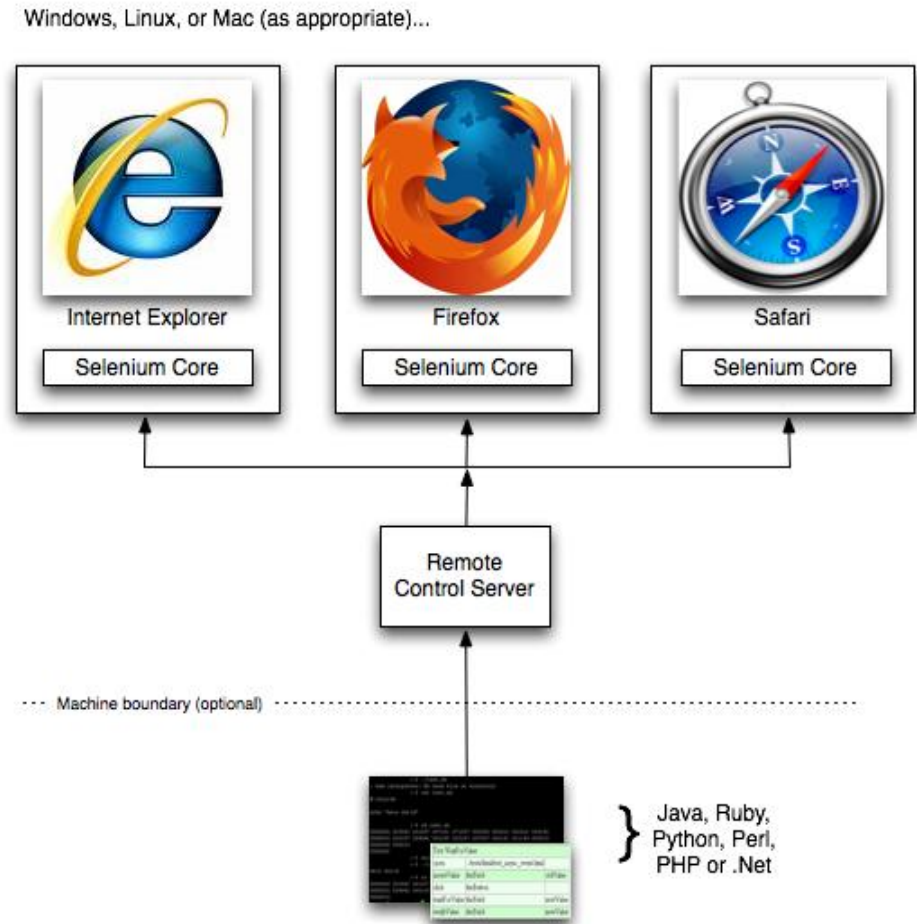 Windows, Linux, or Mac (as appropriate)...
Internet Explorer
Firefox
Safari
Selenium Core
Selenium Core
Selenium Core
Remote
Control Server
Machine boundary (optional)
Java, Ruby,
Python, Perl,
PHP or .Net
N
E
S
W